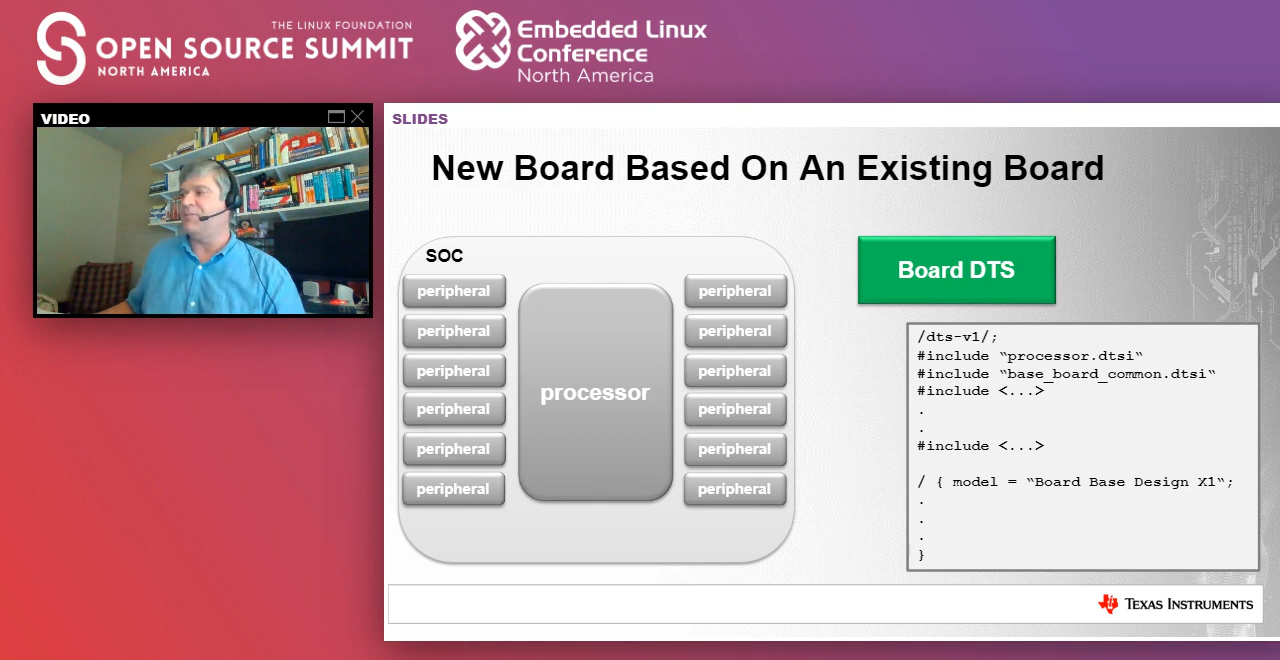 THE LINUX FOUNDATION
OPEN SOURCE SUMMIT
NORTH AMERICA
Embedded Linux
Conference
North America
VIDEO
SLIDES
New Board Based On An Existing Board
SOC
peripheral
peripheral
peripheral
peripheral
peripheral
peripheral
processor
peripheral
peripheral
peripheral
peripheral
peripheral
peripheral
Board DTS
/dts-v1/;
#include “processor.dtsi“
#include “base_board_common.dtsi“
#include <...>
.
.
#include <...>
/ { model = “Board Base Design X1“;
.
.
.
}
TEXAS INSTRUMENTS